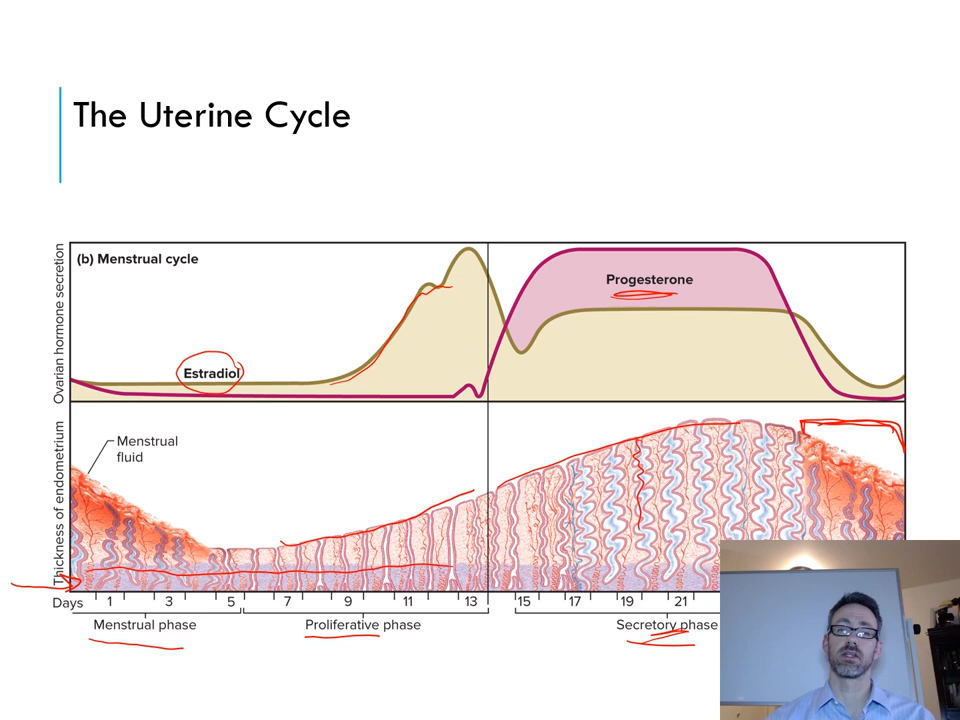 The Uterine Cycle
Ovarian hormone secretion
(b) Menstrual cycle
Progesterone
Estradiol
Thickness of endometrium
Menstrual
fluid
Days 1 3 5 7 9 11 13 15 17 19 21
Menstrual phase Proliferative phase Secretory phase